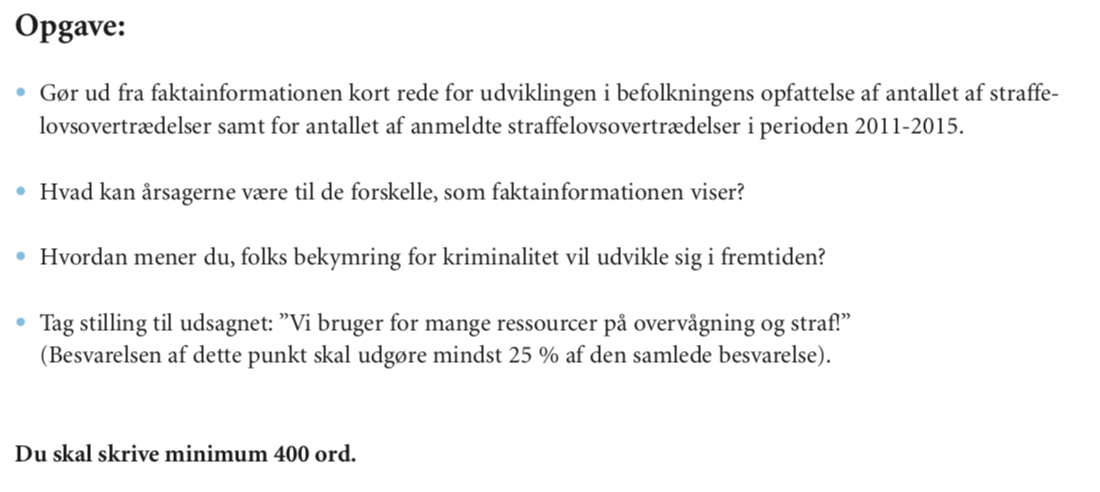 Opgave:
• Gør ud fra faktainformationen kort rede for udviklingen i befolkningens opfattelse af antallet af straffe-
lovsovertrædelser samt for antallet af anmeldte straffelovsovertrædelser i perioden 2011-2015.
• Hvad kan årsagerne være til de forskelle, som faktainformationen viser?
• Hvordan mener du, folks bekymring for kriminalitet vil udvikle sig i fremtiden?
• Tag stilling til udsagnet: ”Vi bruger for mange ressourcer på overvågning og straf!”
(Besvarelsen af dette punkt skal udgøre mindst 25 % af den samlede besvarelse).
Du skal skrive minimum 400 ord.